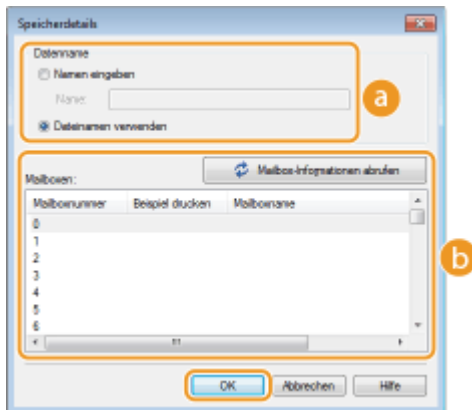 Speicherdetails
Datenname
Namen eingeben
Name:
Dateinamen verwenden
a
Mailbox-Informationen abrufen
Mailboxen:
Mailboxnummer Beispiel drucken Mailboxname
0
1
2
3
4
5
6
b
OK Abbrechen Hilfe